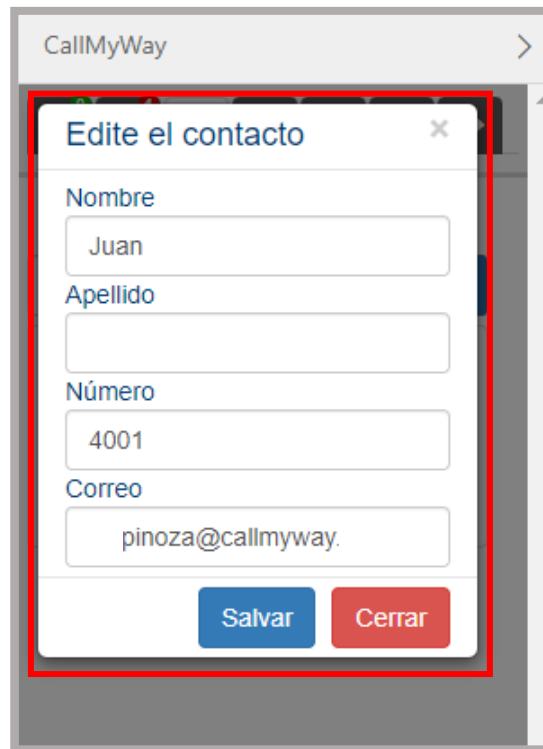 CallMyWay
Edite el contacto ×
Nombre
Juan
Apellido
Número
4001
Correo
pinoza@callmyway.
Salvar Cerrar